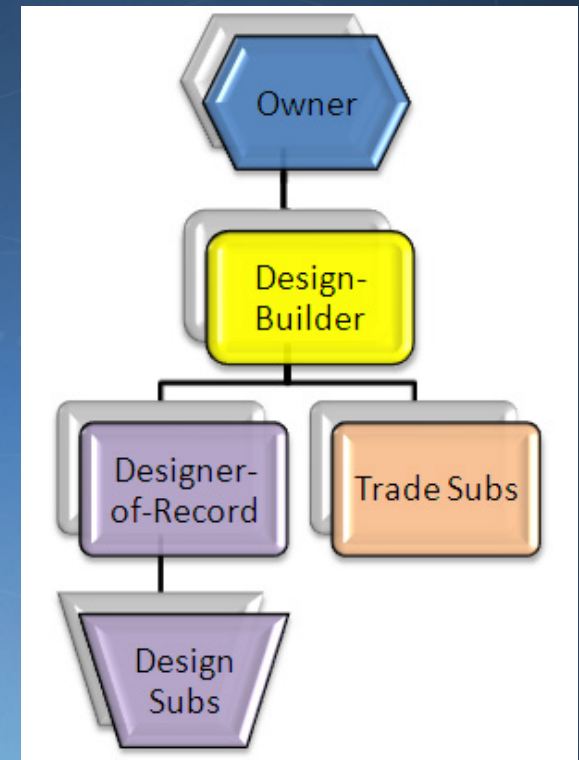 Owner
Design-
Builder
Designer-
of-Record
Trade Subs
Design
Subs